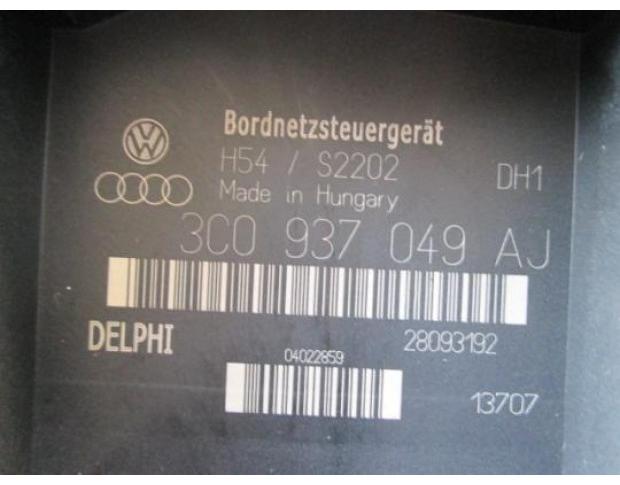 Bordnetzsteuergerät
H54 / S2202 DH1
Made in Hungary
3C0 937 049 AJ
DELPHI 28093192
04022859
13707